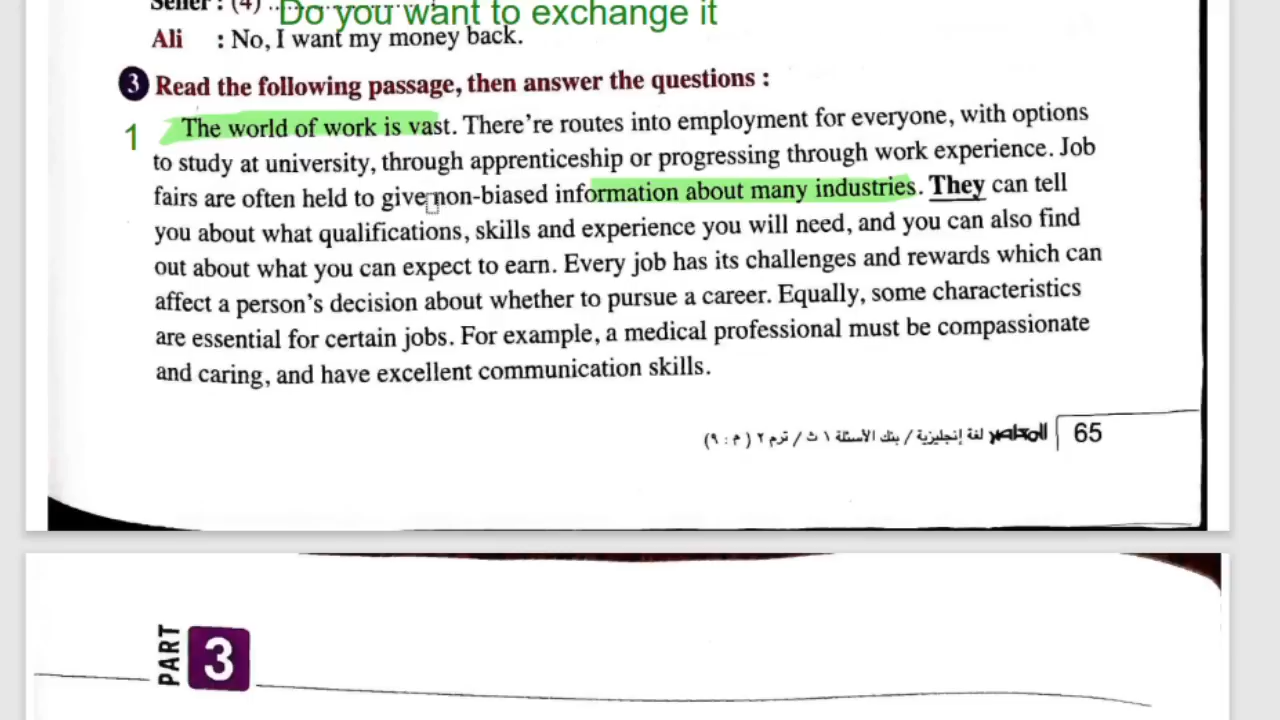 Seller : (4) .................... Do you want to exchange it
Ali : No, I want my money back.
3 Read the following passage, then answer the questions :
1 The world of work is vast. There're routes into employment for everyone, with options
to study at university, through apprenticeship or progressing through work experience. Job
fairs are often held to give non-biased information about many industries. They can tell
you about what qualifications, skills and experience you will need, and you can also find
out about what you can expect to earn. Every job has its challenges and rewards which can
affect a person's decision about whether to pursue a career. Equally, some characteristics
are essential for certain jobs. For example, a medical professional must be compassionate
and caring, and have excellent communication skills.
المعاصر لغة إنجليزية / بنك الأسئلة ١ ث / ترم ٢ (م : ٩) 65
PART 3